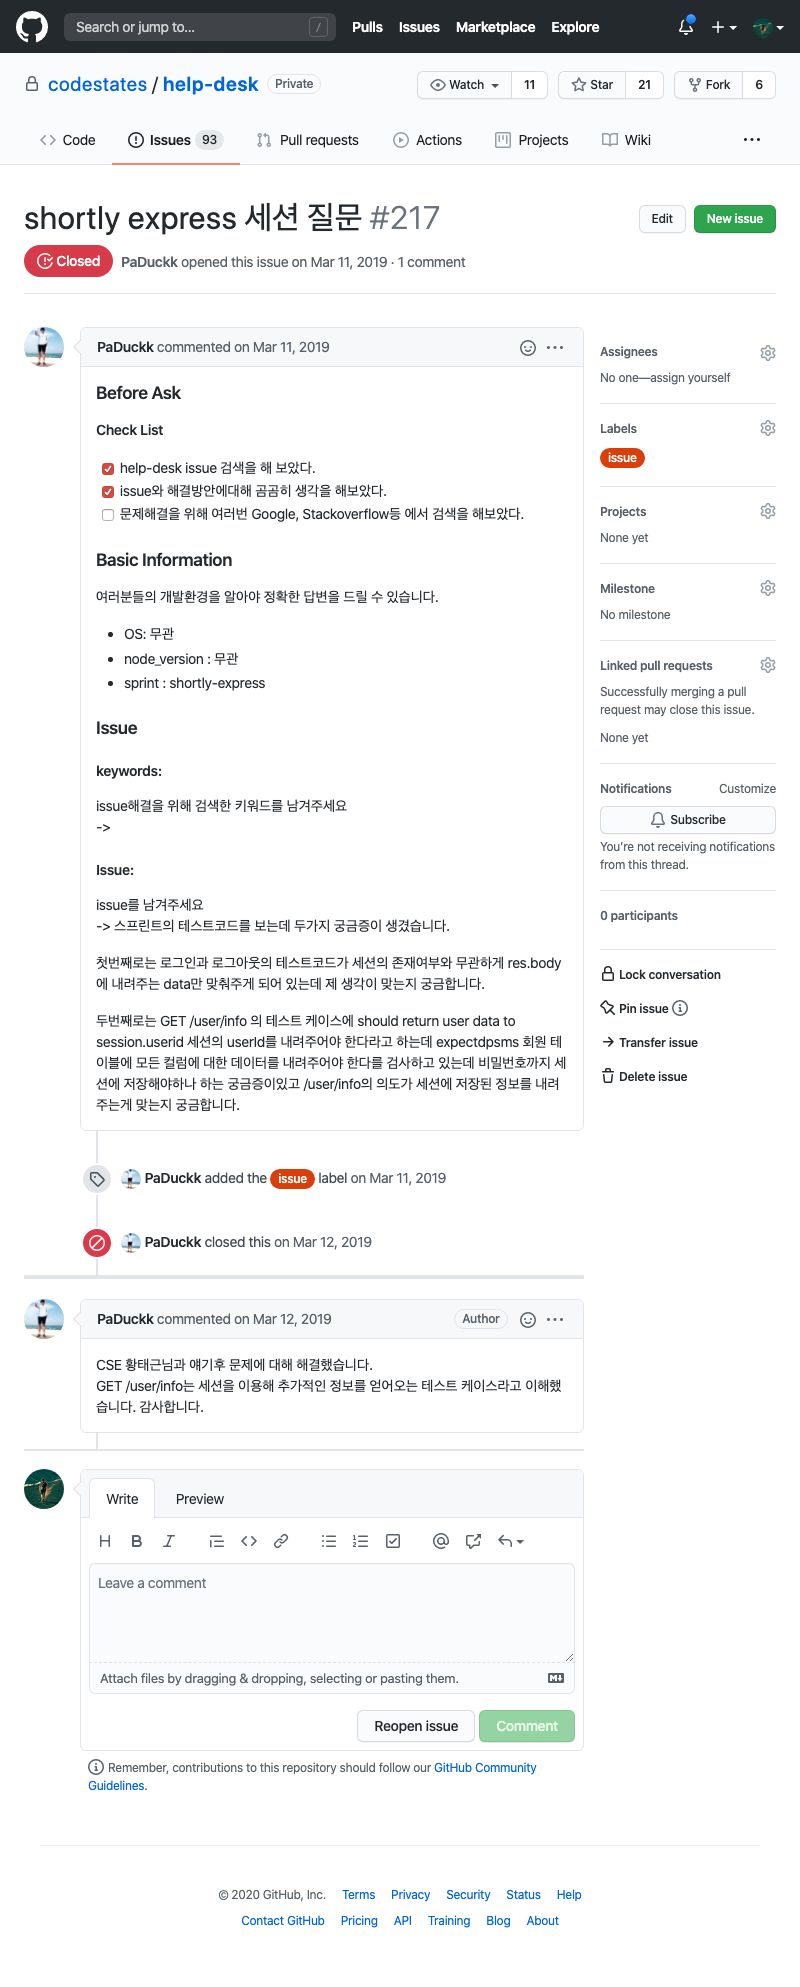 Search or jump to... /
Pulls Issues Marketplace Explore
codestates / help-desk Private
Watch 11 Star 21 Fork 6
Code Issues 93 Pull requests Actions Projects Wiki
shortly express 세션 질문 #217
Edit New issue
Closed PaDuckk opened this issue on Mar 11, 2019 · 1 comment
PaDuckk commented on Mar 11, 2019
Before Ask
Check List
help-desk issue 검색을 해 보았다.
issue와 해결방안에대해 곰곰히 생각을 해보았다.
문제해결을 위해 여러번 Google, Stackoverflow등 에서 검색을 해보았다.
Basic Information
여러분들의 개발환경을 알아야 정확한 답변을 드릴 수 있습니다.
OS: 무관
node_version : 무관
sprint : shortly-express
Issue
keywords:
issue해결을 위해 검색한 키워드를 남겨주세요
->
Issue:
issue를 남겨주세요
-> 스프린트의 테스트코드를 보는데 두가지 궁금증이 생겼습니다.
첫번째로는 로그인과 로그아웃의 테스트코드가 세션의 존재여부와 무관하게 res.body
에 내려주는 data만 맞춰주게 되어 있는데 제 생각이 맞는지 궁금합니다.
두번째로는 GET /user/info 의 테스트 케이스에 should return user data to
session.userid 세션의 userId를 내려주어야 한다라고 하는데 expectdpsms 회원 테
이블에 모든 컬럼에 대한 데이터를 내려주어야 한다를 검사하고 있는데 비밀번호까지 세
션에 저장해야하나 하는 궁금증이있고 /user/info의 의도가 세션에 저장된 정보를 내려
주는게 맞는지 궁금합니다.
Assignees
No one—assign yourself
Labels
issue
Projects
None yet
Milestone
No milestone
Linked pull requests
Successfully merging a pull
request may close this issue.
None yet
Notifications Customize
Subscribe
You're not receiving notifications
from this thread.
0 participants
Lock conversation
Pin issue
Transfer issue
Delete issue
PaDuckk added the issue label on Mar 11, 2019
PaDuckk closed this on Mar 12, 2019
PaDuckk commented on Mar 12, 2019 Author
CSE 황태근님과 얘기후 문제에 대해 해결했습니다.
GET /user/info는 세션을 이용해 추가적인 정보를 얻어오는 테스트 케이스라고 이해했
습니다. 감사합니다.
Write Preview
Leave a comment
Attach files by dragging & dropping, selecting or pasting them.
Reopen issue Comment
Remember, contributions to this repository should follow our GitHub Community
Guidelines.
© 2020 GitHub, Inc. Terms Privacy Security Status Help
Contact GitHub Pricing API Training Blog About